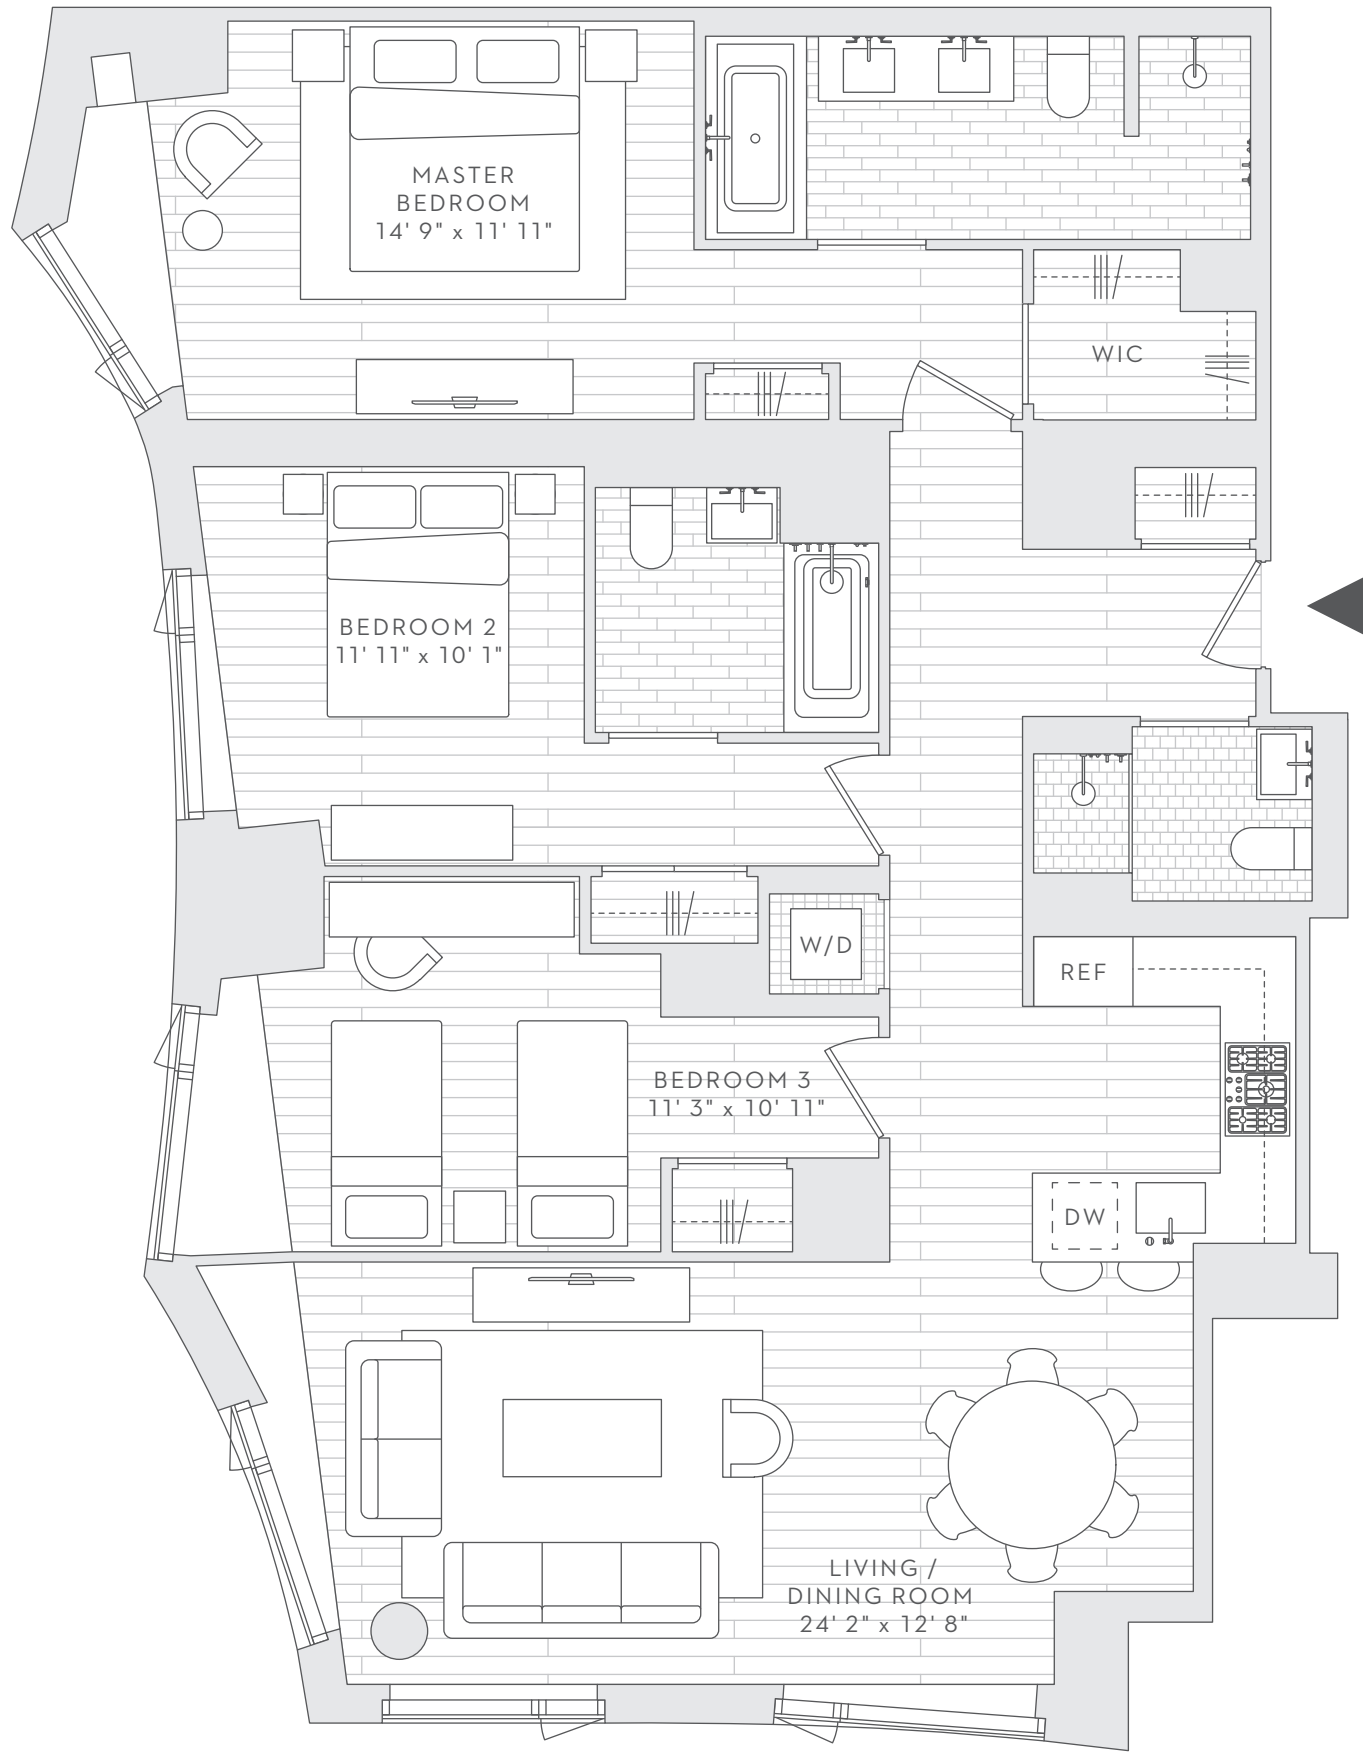 MASTER
BEDROOM
14' 9" x 11' 11"
WIC
BEDROOM 2
11' 11" x 10' 1"
W/D
REF
BEDROOM 3
11' 3" x 10' 11"
DW
LIVING /
DINING ROOM
24' 2" x 12' 8"